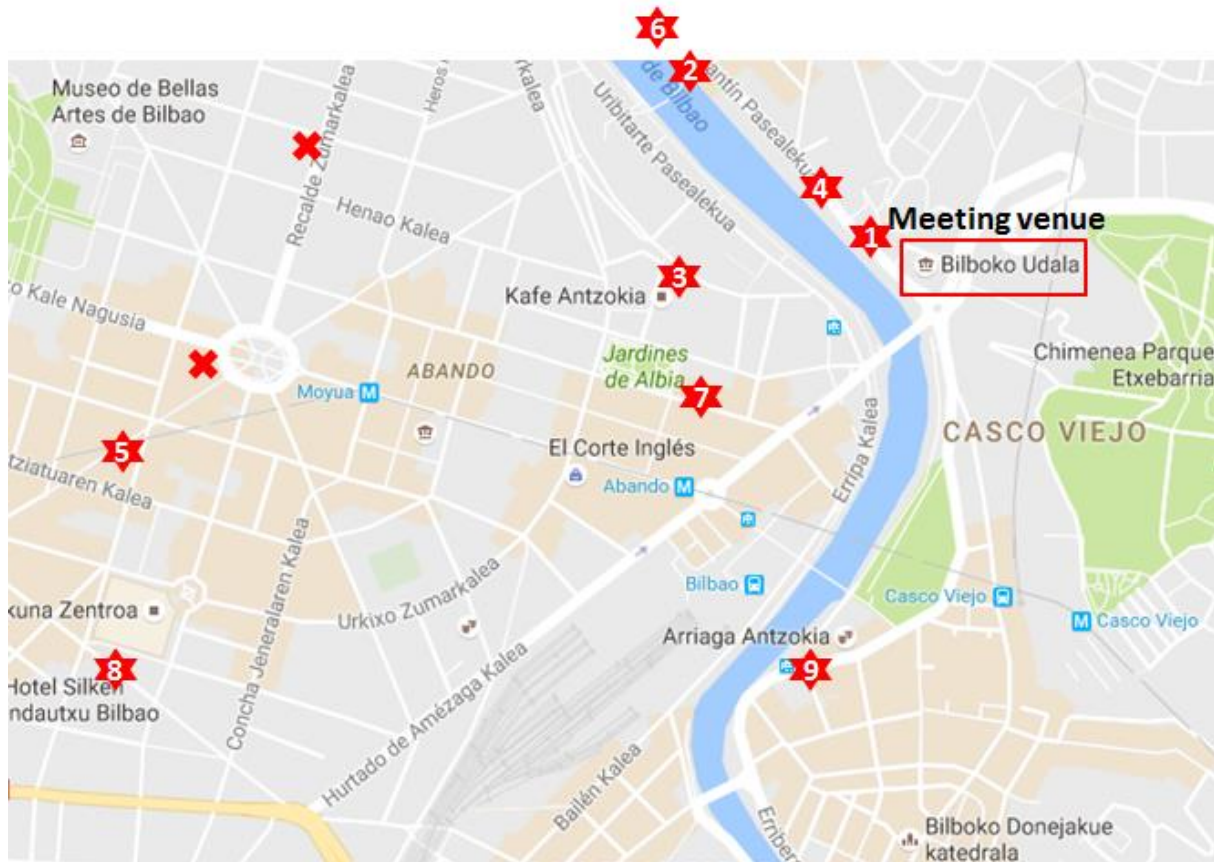 6
2
de Bilbao
antín Pasealekua
Museo de Bellas
Artes de Bilbao
Recalde Zumarkalea
Heros
rkalea
Uribitarte Pasealekua
4
Henao Kalea
Meeting venue
1
Bilboko Udala
3
Kafe Antzokia
o Kale Nagusia
Jardines
de Albia
ABANDO
Moyua M
7
Chimenea Parque
Etxebarria
CASCO VIEJO
5
tziatuaren Kalea
El Corte Inglés
Abando M
Erripa Kalea
Concha Jeneralaren Kalea
Urkixo Zumarkalea
Bilbao
Casco Viejo
M Casco Viejo
kuna Zentroa
Arriaga Antzokia
8
9
Hotel Silken
ndautxu Bilbao
Hurtado de Amézaga Kalea
Bailén Kalea
Erribera
Bilboko Donejakue
katedrala